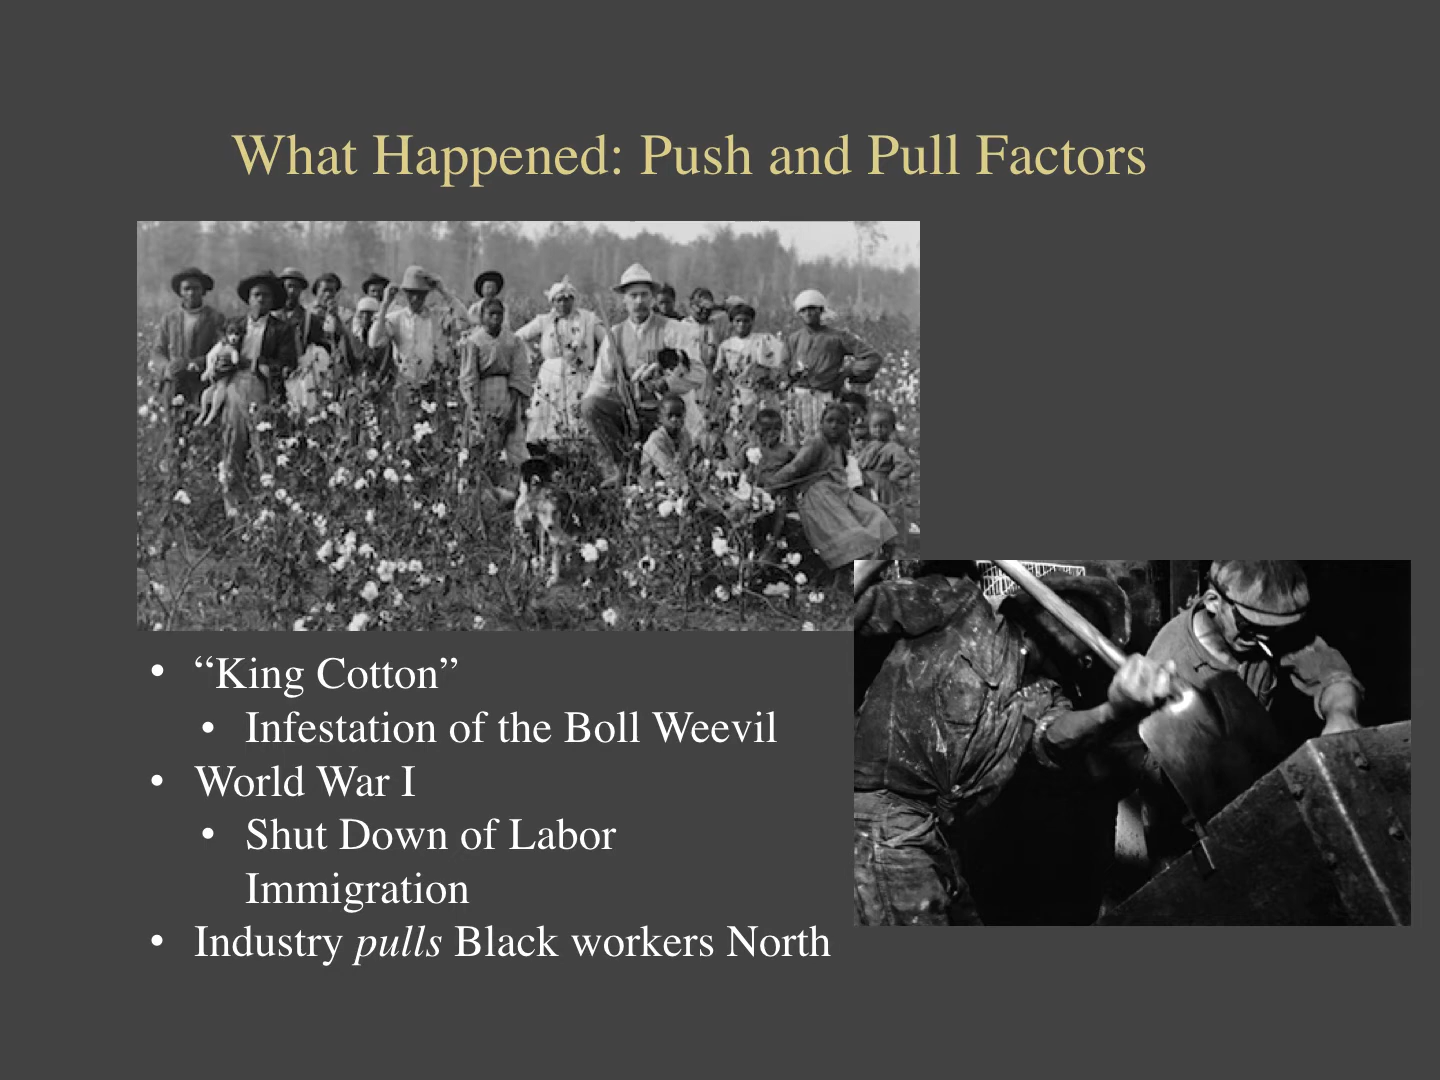 What Happened: Push and Pull Factors
• “King Cotton”
• Infestation of the Boll Weevil
• World War I
• Shut Down of Labor
Immigration
• Industry pulls Black workers North